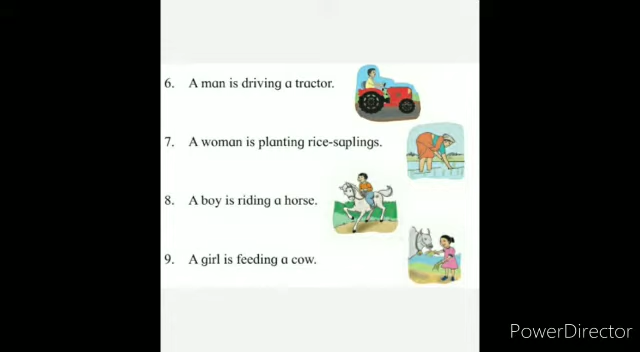 6. A man is driving a tractor.
7. A woman is planting rice-saplings.
8. A boy is riding a horse.
9. A girl is feeding a cow.
PowerDirector